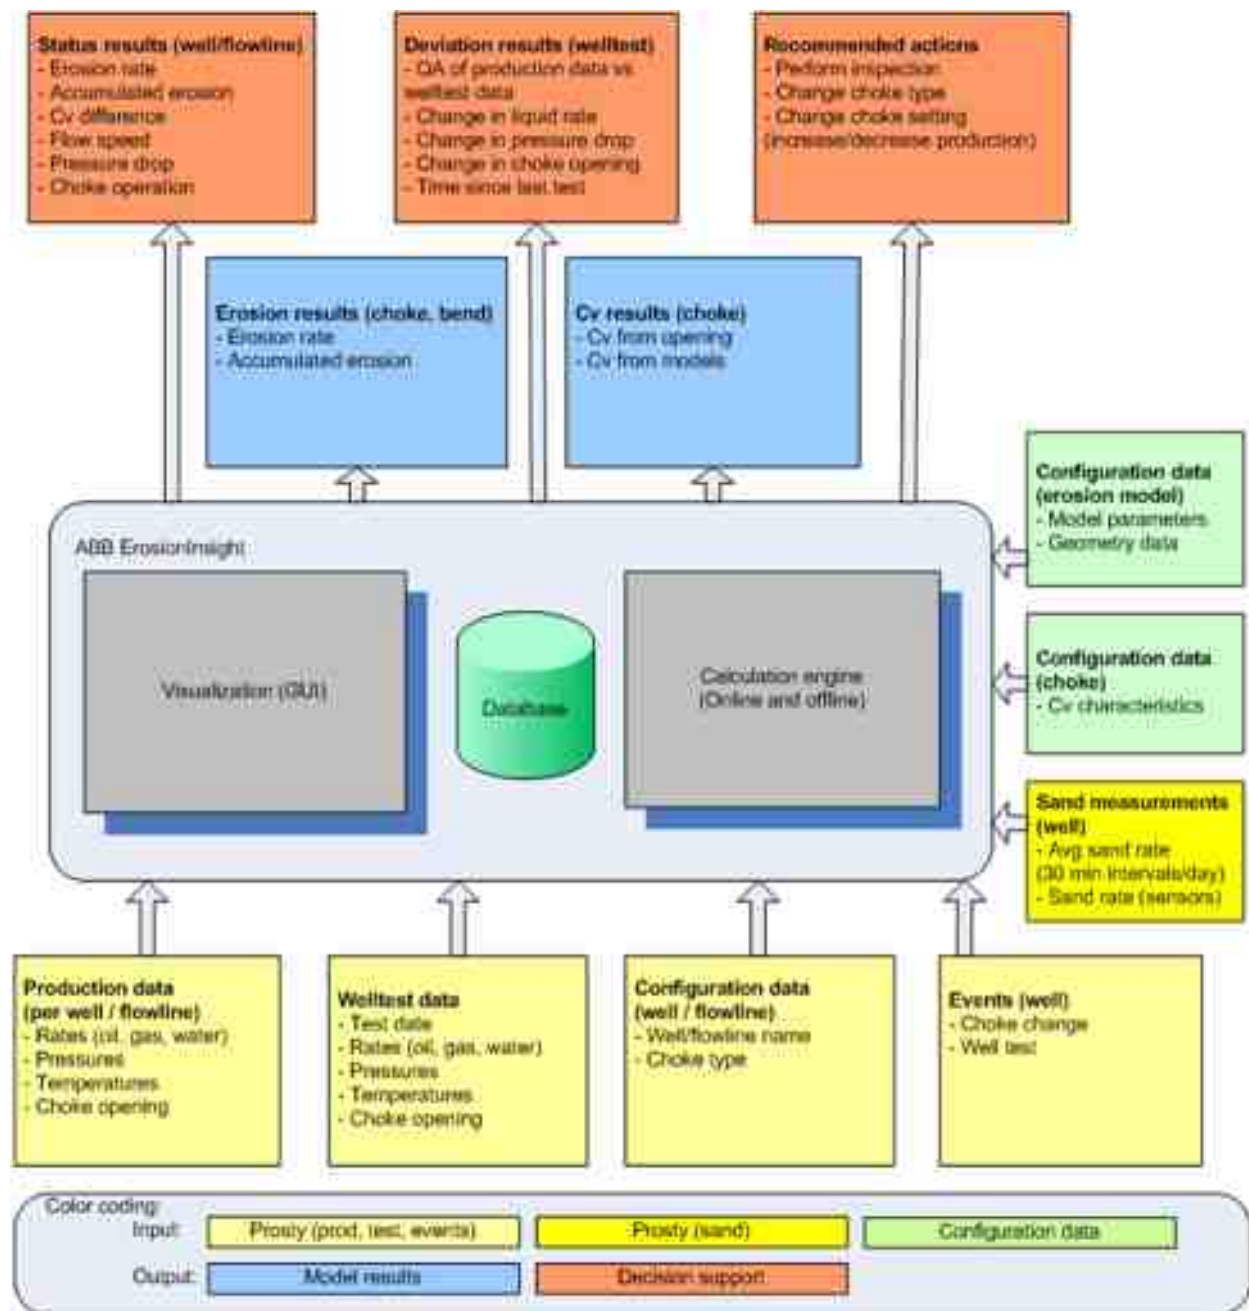 Status results (well/flowline)
- Erosion rate
- Accumulated erosion
- Cv difference
- Flow speed
- Pressure drop
- Choke operation
Deviation results (welltest)
- QA of production data vs
welltest data
- Change in liquid rate
- Change in pressure drop
- Change in choke opening
- Time since last test
Recommended actions
- Perform inspection
- Change choke type
- Change choke setting
(increase/decrease production)
Erosion results (choke, bend)
- Erosion rate
- Accumulated erosion
Cv results (choke)
- Cv from opening
- Cv from models
Configuration data
(erosion model)
- Model parameters
- Geometry data
ABB ErosionInsight
Visualization (GUI)
Database
Calculation engine
(Online and offline)
Configuration data
(choke)
- Cv characteristics
Sand measurements
(well)
- Avg sand rate
(30 min intervals/day)
- Sand rate (sensors)
Production data
(per well / flowline)
- Rates (oil, gas, water)
- Pressures
- Temperatures
- Choke opening
Welltest data
- Test date
- Rates (oil, gas, water)
- Pressures
- Temperatures
- Choke opening
Configuration data
(well / flowline)
- Well/flowline name
- Choke type
Events (well)
- Choke change
- Well test
Color coding:
Input:
Prosty (prod, test, events)
Prosty (sand)
Configuration data
Output:
Model results
Decision support